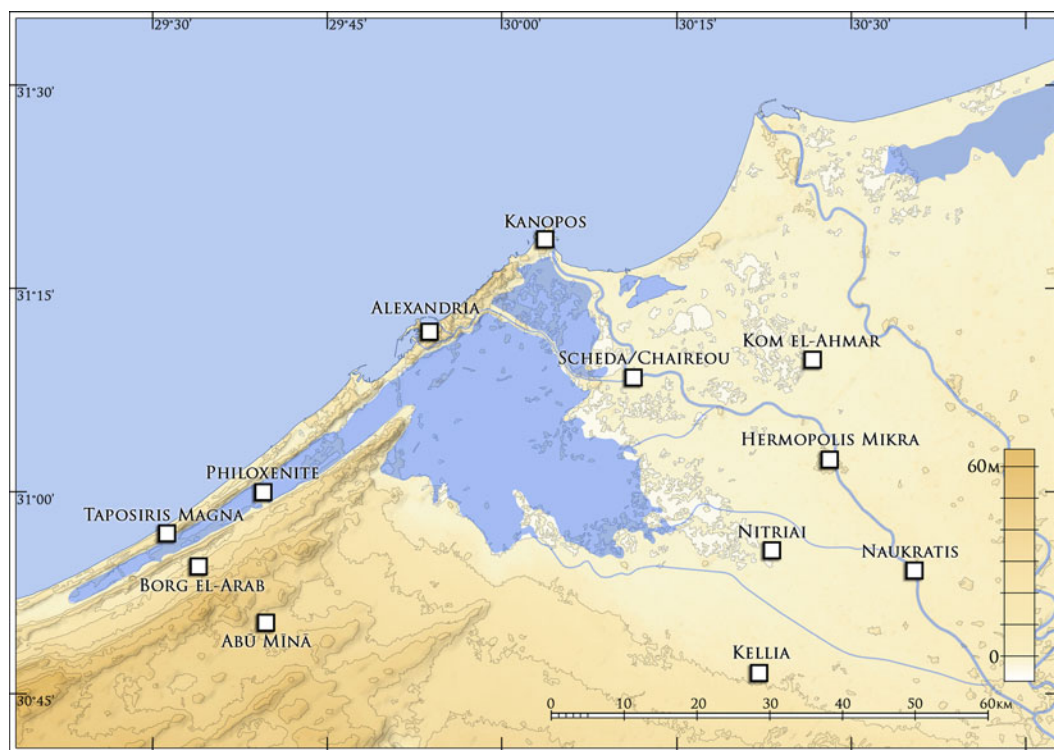 29°30'
29°45'
30°00'
30°15'
30°30'
31°30'
Kanopos
31°15'
Alexandria
Kom el-Ahmar
Scheda/Chaireou
Hermopolis Mikra
60m
Philoxenite
31°00'
Taposiris Magna
Nitriai
Naukratis
Borg el-Arab
Abū Mīnā
Kellia
0
30°45'
0 10 20 30 40 50 60km